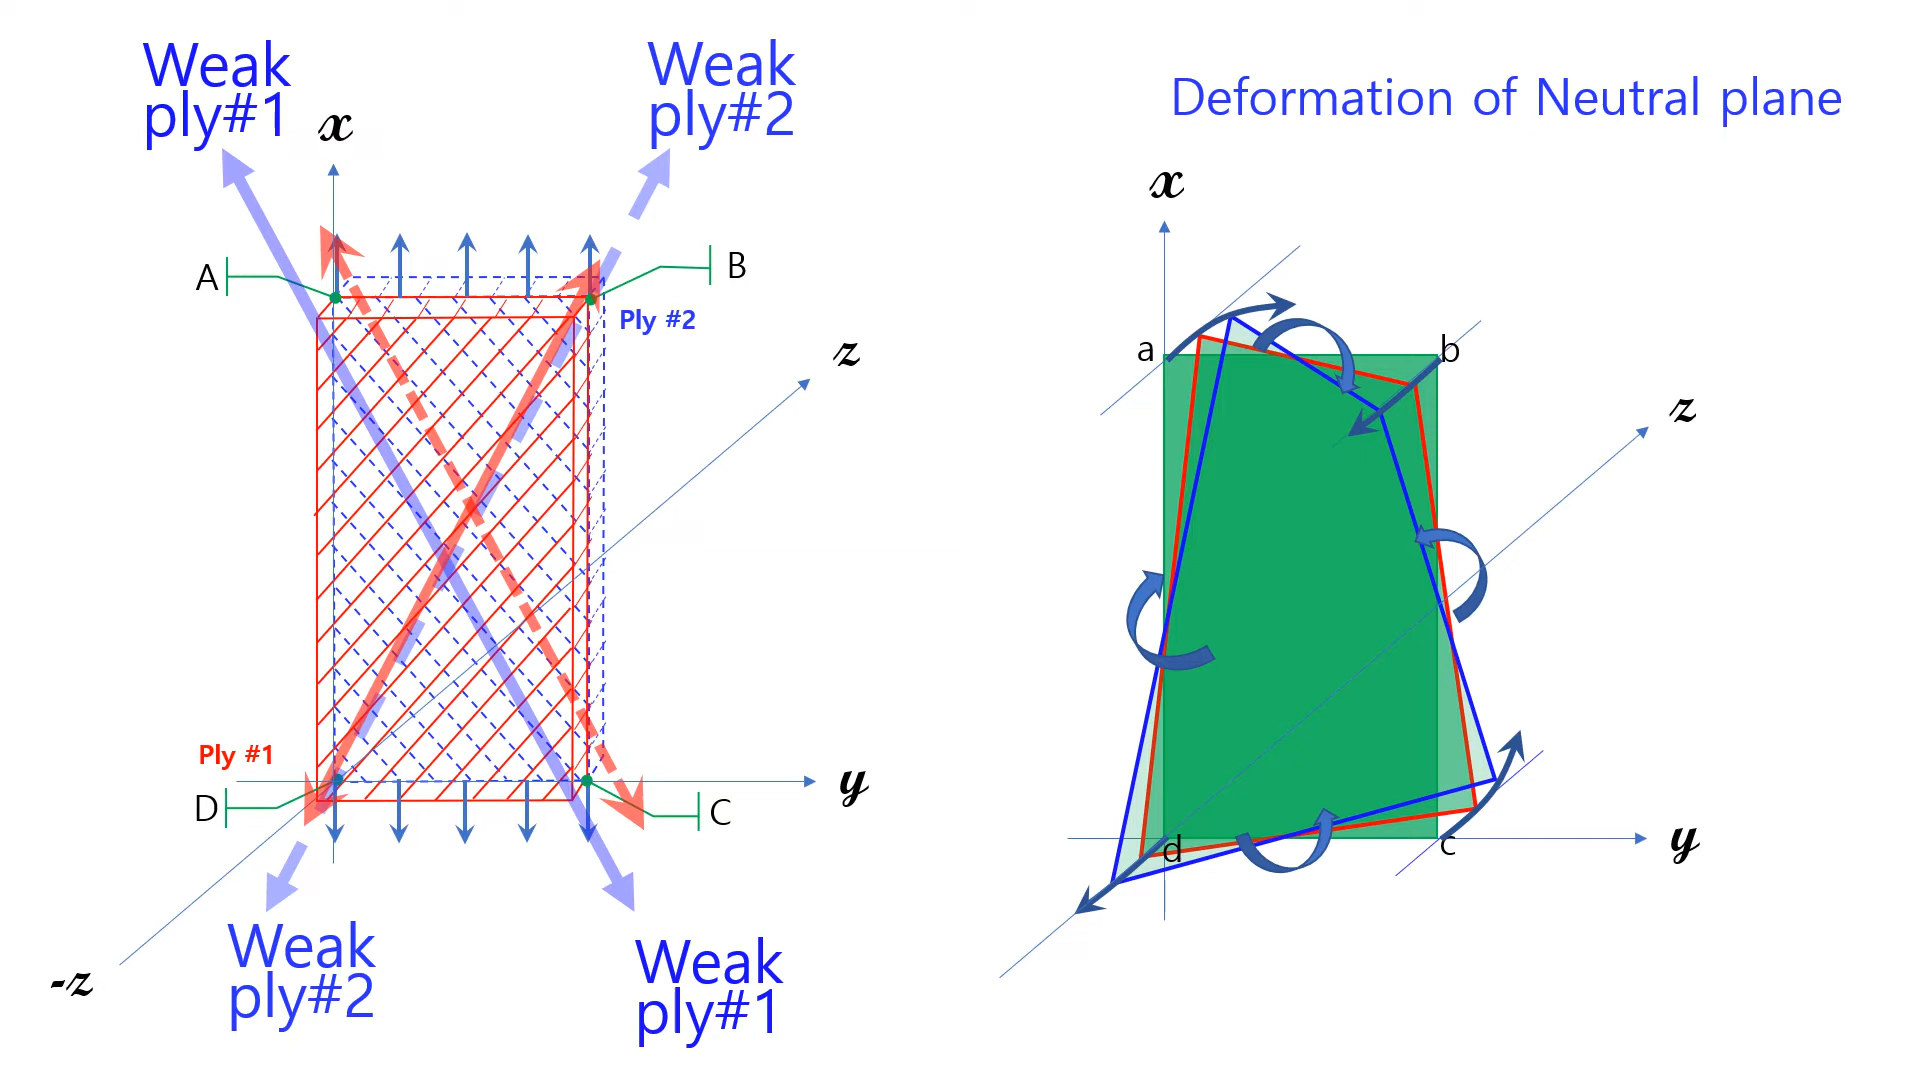 Weak
ply#1
Weak
ply#2
Deformation of Neutral plane
x
x
A
B
Ply #2
z
a
b
z
Ply #1
y
D
C
y
d
c
Weak
ply#2
Weak
ply#1
-z